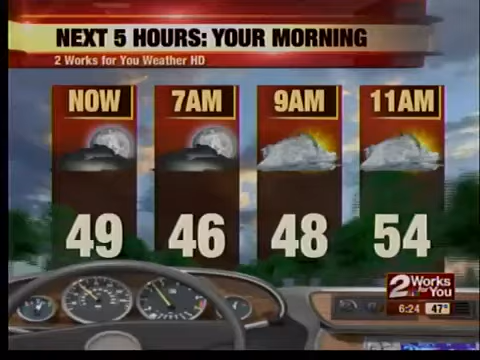 NEXT 5 HOURS: YOUR MORNING
2 Works for You Weather HD
NOW
7AM
9AM
11AM
49
46
48
54
2 Works for You
6:24 47°